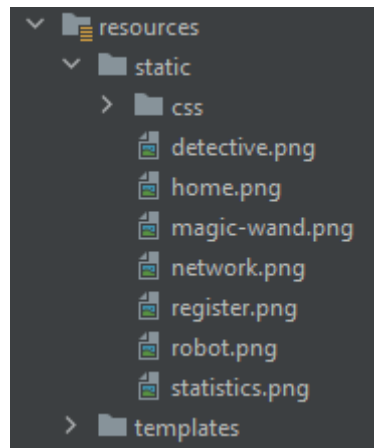 resources
static
css
detective.png
home.png
magic-wand.png
network.png
register.png
robot.png
statistics.png
templates